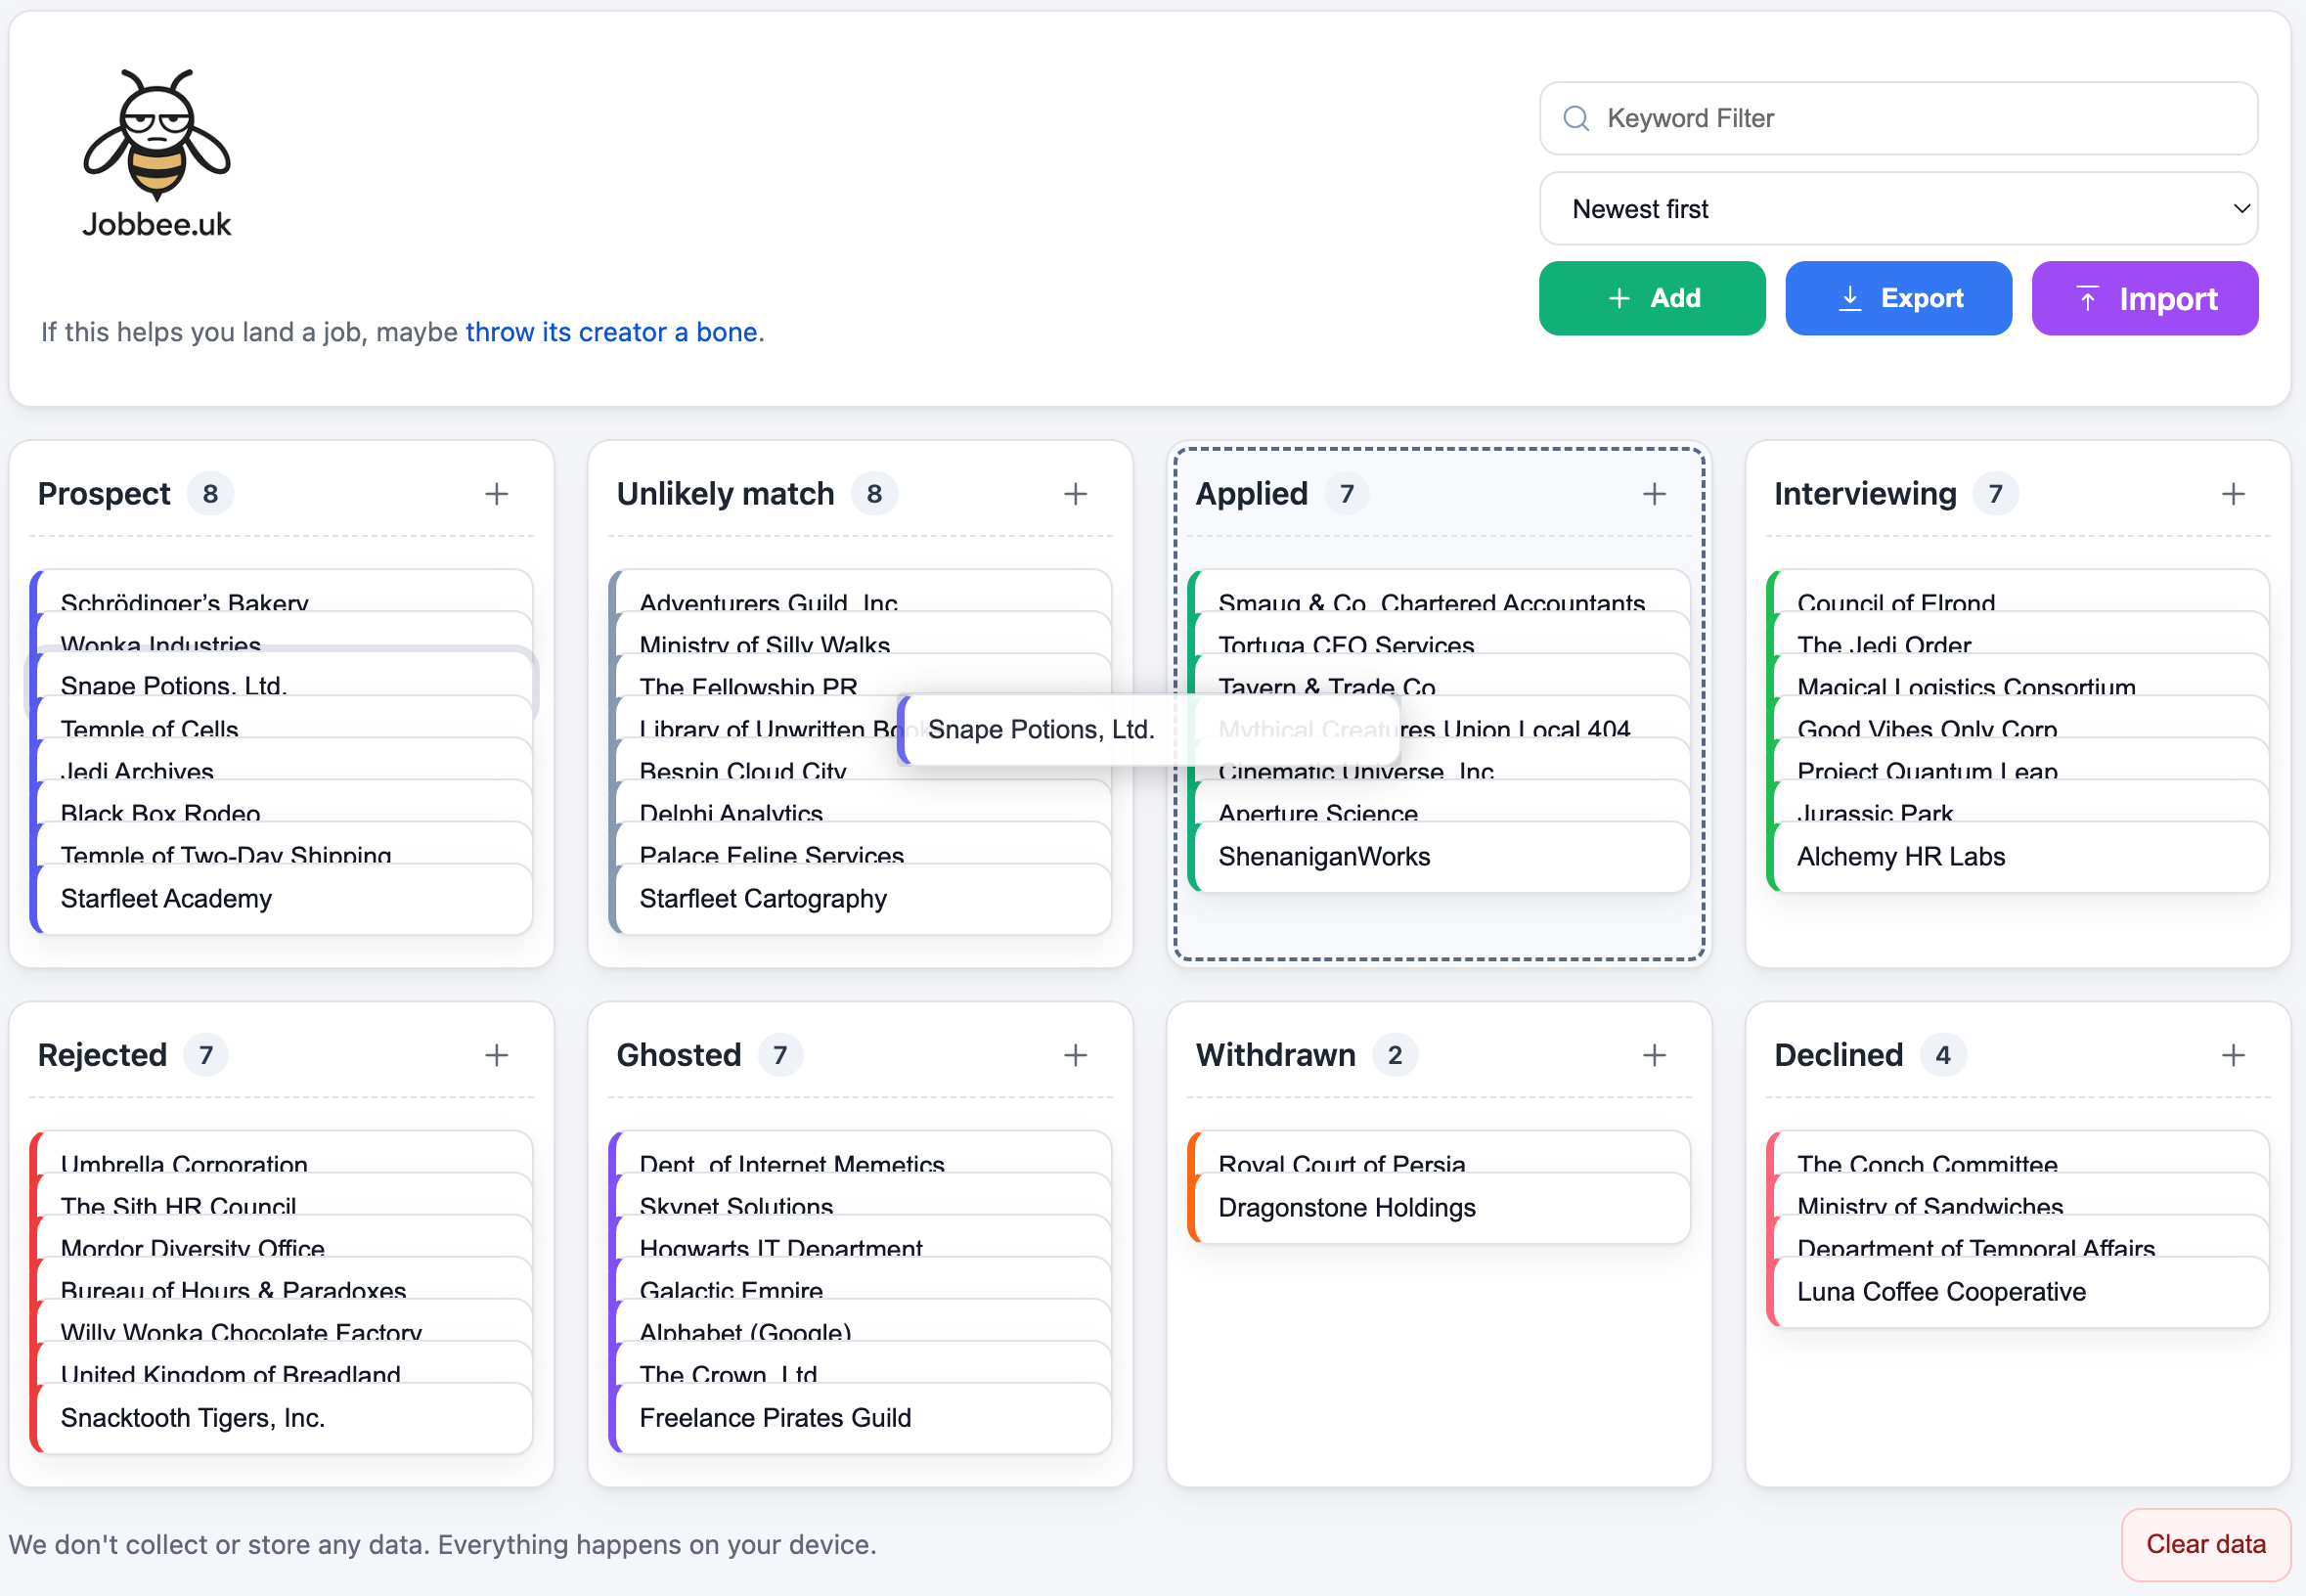 Jobbee.uk
If this helps you land a job, maybe throw its creator a bone.
Keyword Filter
Newest first
+ Add
Export
Import
Prospect 8 +
Schrödinger’s Bakery
Wonka Industries
Snape Potions, Ltd.
Temple of Cells
Jedi Archives
Black Box Rodeo
Temple of Two-Day Shipping
Starfleet Academy
Unlikely match 8 +
Adventurers Guild, Inc
Ministry of Silly Walks
The Fellowship PR
Library of Unwritten Books
Bespin Cloud City
Delphi Analytics
Palace Feline Services
Starfleet Cartography
Snape Potions, Ltd.
Applied 7 +
Smaug & Co. Chartered Accountants
Tortuga CFO Services
Tavern & Trade Co
Mythical Creatures Union Local 404
Cinematic Universe, Inc
Aperture Science
ShenaniganWorks
Interviewing 7 +
Council of Elrond
The Jedi Order
Magical Logistics Consortium
Good Vibes Only Corp
Project Quantum Leap
Jurassic Park
Alchemy HR Labs
Rejected 7 +
Umbrella Corporation
The Sith HR Council
Mordor Diversity Office
Bureau of Hours & Paradoxes
Willy Wonka Chocolate Factory
United Kingdom of Breadland
Snacktooth Tigers, Inc.
Ghosted 7 +
Dept. of Internet Memetics
Skynet Solutions
Hogwarts IT Department
Galactic Empire
Alphabet (Google)
The Crown, Ltd
Freelance Pirates Guild
Withdrawn 2 +
Royal Court of Persia
Dragonstone Holdings
Declined 4 +
The Conch Committee
Ministry of Sandwiches
Department of Temporal Affairs
Luna Coffee Cooperative
We don't collect or store any data. Everything happens on your device.
Clear data